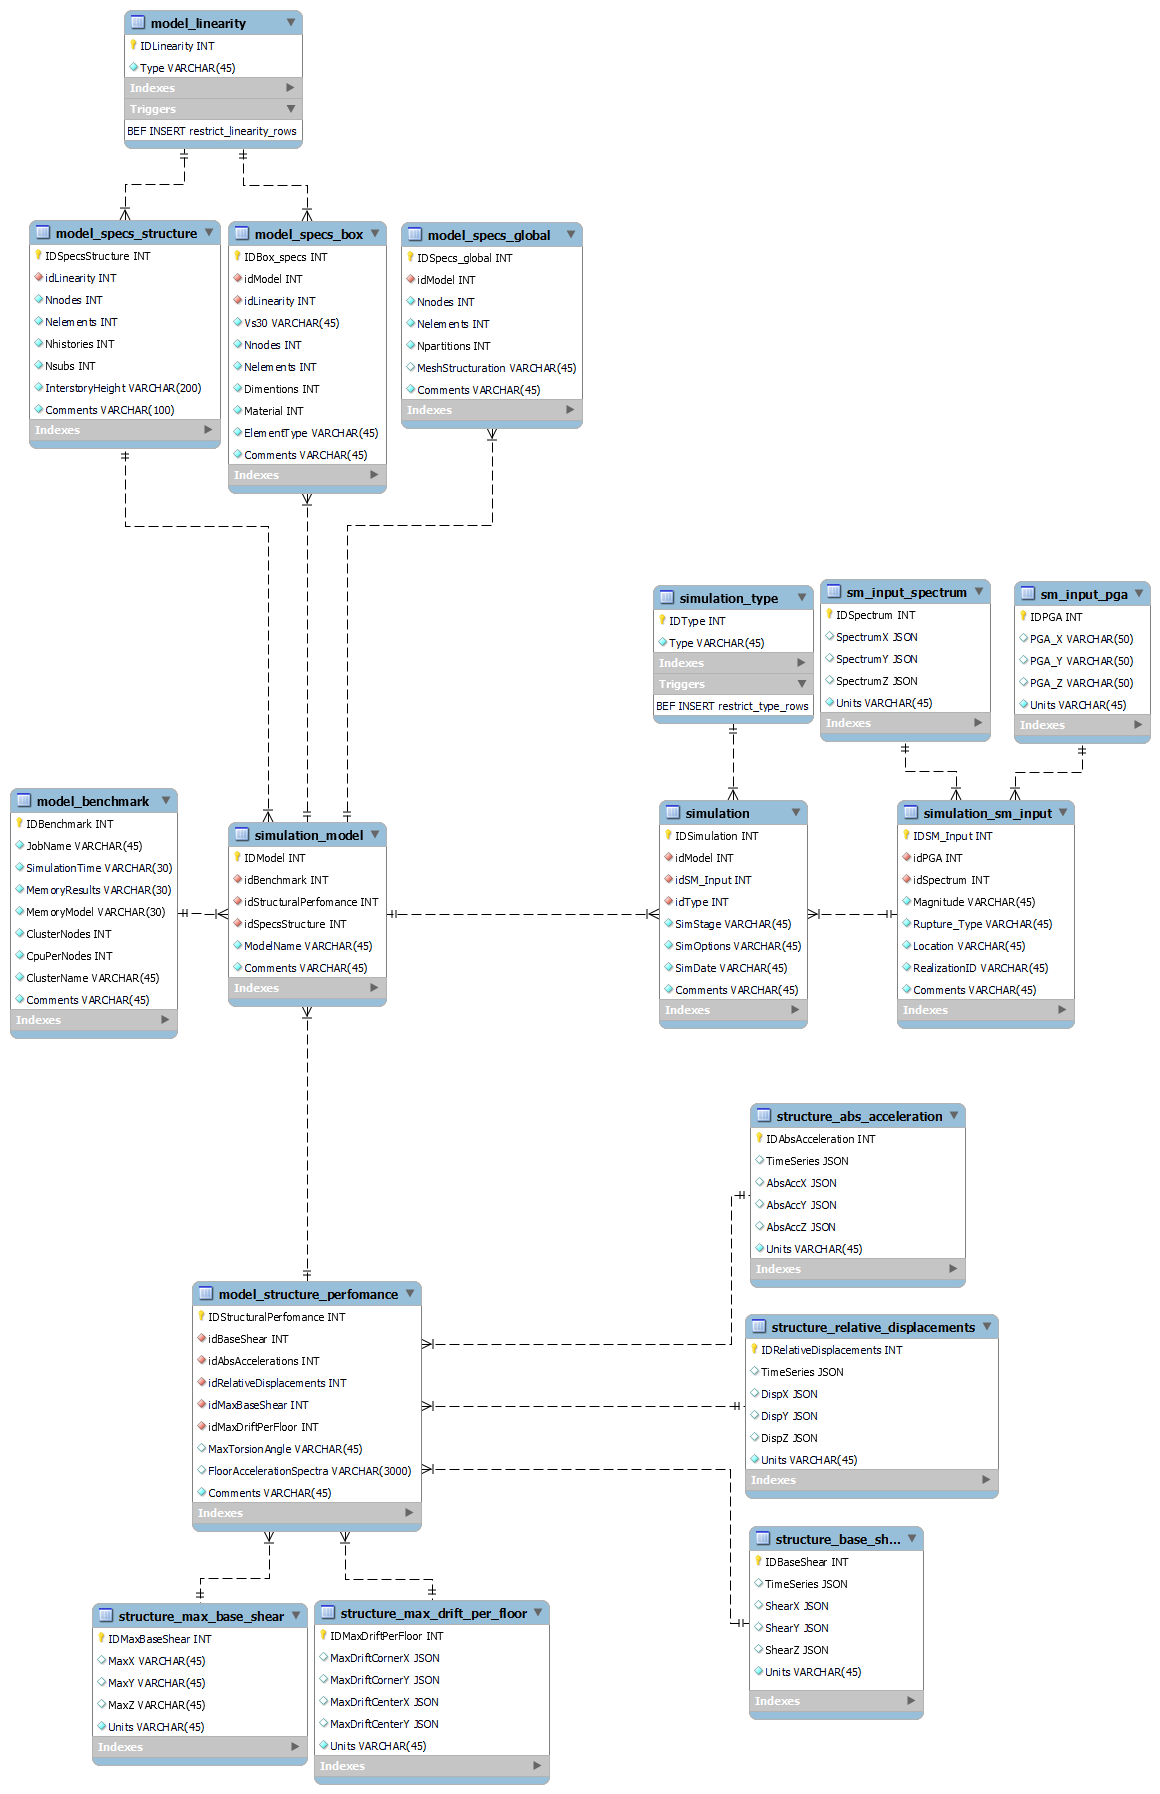 model_linearity
IDLinearity INT
Type VARCHAR(45)
Indexes
Triggers
BEF INSERT restrict_linearity_rows
model_specs_structure
IDSpecsStructure INT
idLinearity INT
Nnodes INT
Nelements INT
Nhistories INT
Nsubs INT
InterstoryHeight VARCHAR(200)
Comments VARCHAR(100)
Indexes
model_specs_box
IDBox_specs INT
idModel INT
idLinearity INT
Vs30 VARCHAR(45)
Nnodes INT
Nelements INT
Dimentions INT
Material INT
ElementType VARCHAR(45)
Comments VARCHAR(45)
Indexes
model_specs_global
IDSpecs_global INT
idModel INT
Nnodes INT
Nelements INT
Npartitions INT
MeshStructuration VARCHAR(45)
Comments VARCHAR(45)
Indexes
simulation_type
IDType INT
Type VARCHAR(45)
Indexes
Triggers
BEF INSERT restrict_type_rows
sm_input_spectrum
IDSpectrum INT
SpectrumX JSON
SpectrumY JSON
SpectrumZ JSON
Units VARCHAR(45)
Indexes
sm_input_pga
IDPGA INT
PGA_X VARCHAR(50)
PGA_Y VARCHAR(50)
PGA_Z VARCHAR(50)
Units VARCHAR(45)
Indexes
model_benchmark
IDBenchmark INT
JobName VARCHAR(45)
SimulationTime VARCHAR(30)
MemoryResults VARCHAR(30)
MemoryModel VARCHAR(30)
ClusterNodes INT
CpuPerNodes INT
ClusterName VARCHAR(45)
Comments VARCHAR(45)
Indexes
simulation_model
IDModel INT
idBenchmark INT
idStructuralPerfomance INT
idSpecsStructure INT
ModelName VARCHAR(45)
Comments VARCHAR(45)
Indexes
simulation
IDSimulation INT
idModel INT
idSM_Input INT
idType INT
SimStage VARCHAR(45)
SimOptions VARCHAR(45)
SimDate VARCHAR(45)
Comments VARCHAR(45)
Indexes
simulation_sm_input
IDSM_Input INT
idPGA INT
idSpectrum INT
Magnitude VARCHAR(45)
Rupture_Type VARCHAR(45)
Location VARCHAR(45)
RealizationID VARCHAR(45)
Comments VARCHAR(45)
Indexes
structure_abs_acceleration
IDAbsAcceleration INT
TimeSeries JSON
AbsAccX JSON
AbsAccY JSON
AbsAccZ JSON
Units VARCHAR(45)
Indexes
model_structure_perfomance
IDStructuralPerfomance INT
idBaseShear INT
idAbsAccelerations INT
idRelativeDisplacements INT
idMaxBaseShear INT
idMaxDriftPerFloor INT
MaxTorsionAngle VARCHAR(45)
FloorAccelerationSpectra VARCHAR(3000)
Comments VARCHAR(45)
Indexes
structure_relative_displacements
IDRelativeDisplacements INT
TimeSeries JSON
DispX JSON
DispY JSON
DispZ JSON
Units VARCHAR(45)
Indexes
structure_base_sh...
IDBaseShear INT
TimeSeries JSON
ShearX JSON
ShearY JSON
ShearZ JSON
Units VARCHAR(45)
Indexes
structure_max_base_shear
IDMaxBaseShear INT
MaxX VARCHAR(45)
MaxY VARCHAR(45)
MaxZ VARCHAR(45)
Units VARCHAR(45)
Indexes
structure_max_drift_per_floor
IDMaxDriftPerFloor INT
MaxDriftCornerX JSON
MaxDriftCornerY JSON
MaxDriftCenterX JSON
MaxDriftCenterY JSON
Units VARCHAR(45)
Indexes